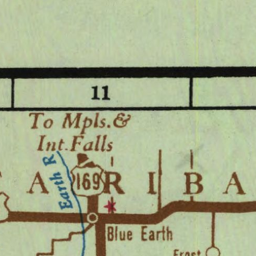 11
To Mpls. &
Int. Falls
A R I B A
169
Earth R
Blue Earth
Frost